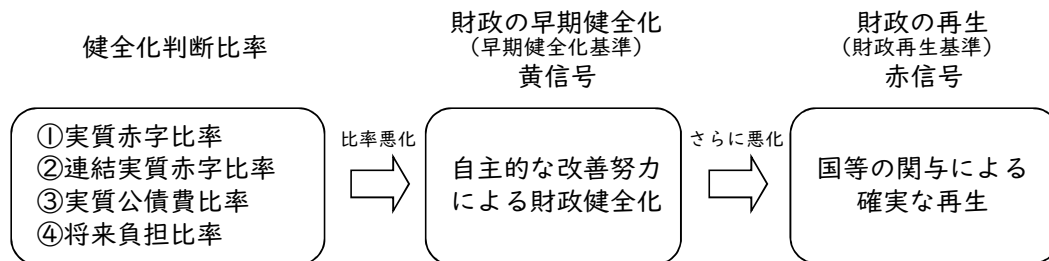 健全化判断比率
財政の早期健全化
（早期健全化基準）
黄信号
財政の再生
（財政再生基準）
赤信号
①実質赤字比率
②連結実質赤字比率
③実質公債費比率
④将来負担比率
比率悪化
自主的な改善努力
による財政健全化
さらに悪化
国等の関与による
確実な再生